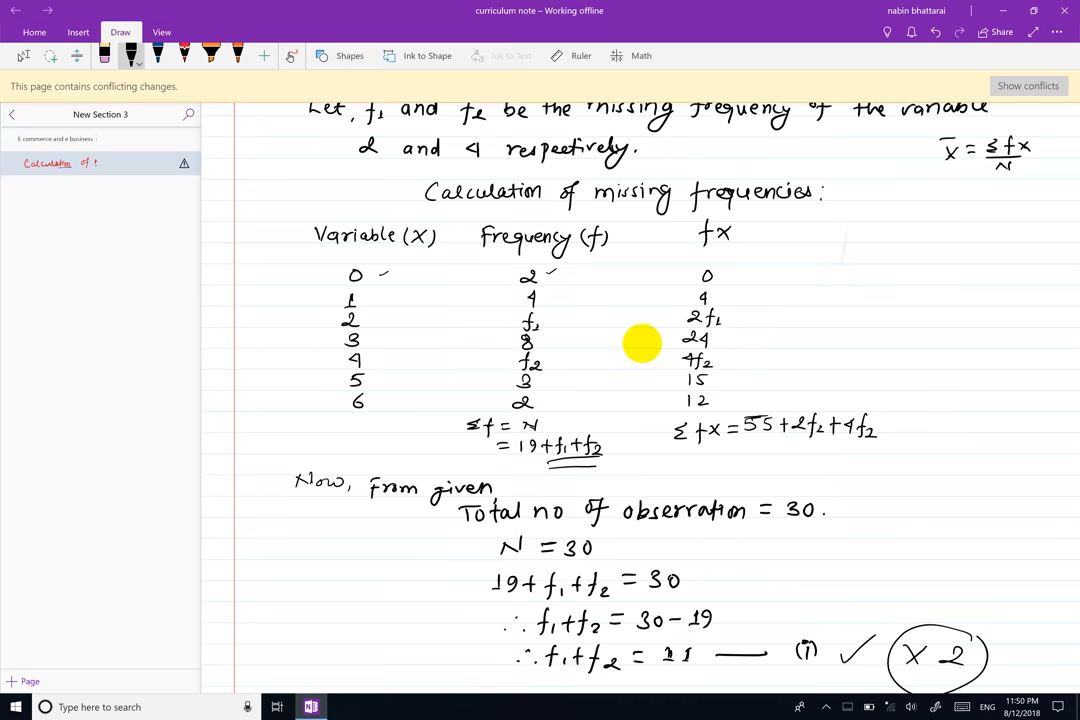 curriculum note – Working offline
nabin bhattarai
Home Insert Draw View
Share
Shapes Ink to Shape Ink to Text Ruler Math
This page contains conflicting changes.
Show conflicts
New Section 3
E commerce and e business
Calculation of
Page
Let, f₁ and f₂ be the missing frequency of the variable
2 and 4 respectively.
x̄ = Σfx/N
Calculation of missing frequencies:
Variable (X) Frequency (f) fx
0 2 0
1 4 4
2 f₁ 2f₁
3 8 24
4 f₂ 4f₂
5 3 15
6 2 12
Σf = N
= 19+f₁+f₂
Σfx = 55+2f₁+4f₂
Now, From given,
Total no of observation = 30.
N = 30
19+f₁+f₂ = 30
∴ f₁+f₂ = 30-19
∴ f₁+f₂ = 11 —— (i) ✓ X 2
Type here to search
ENG
11:50 PM
8/12/2018